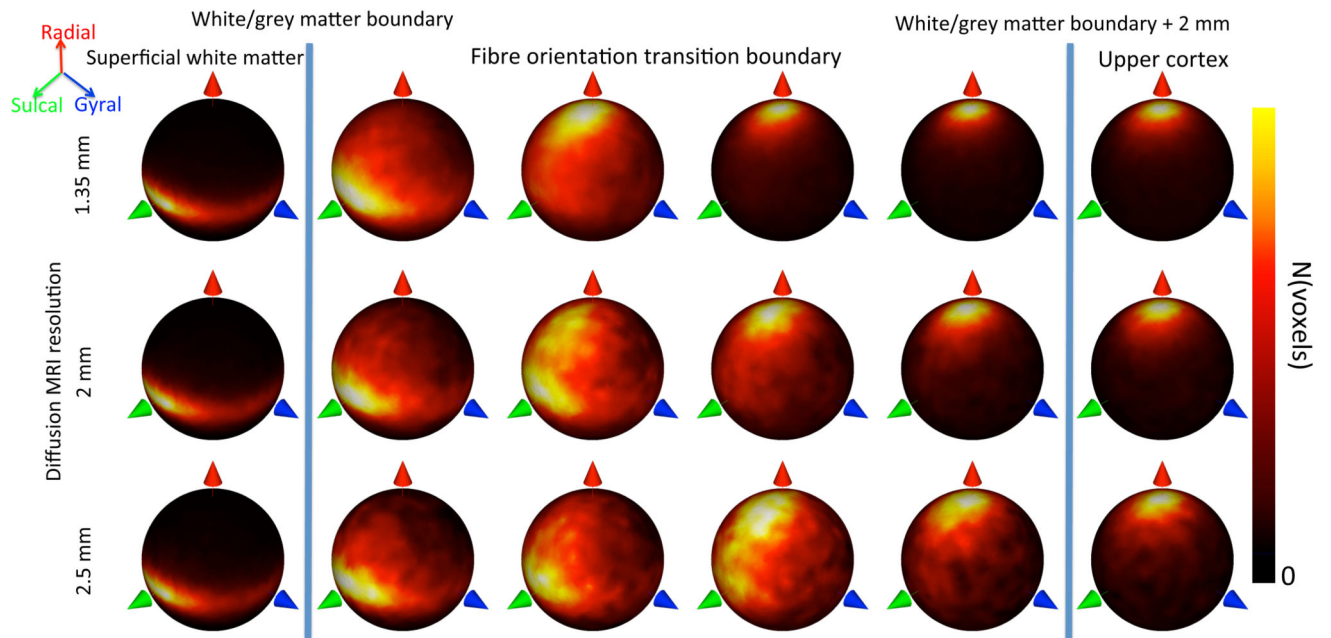 White/grey matter boundary
White/grey matter boundary + 2 mm
Radial
Superficial white matter
Fibre orientation transition boundary
Upper cortex
Sulcal
Gyral
1.35 mm
2 mm
2.5 mm
Diffusion MRI resolution
N(voxels)
0